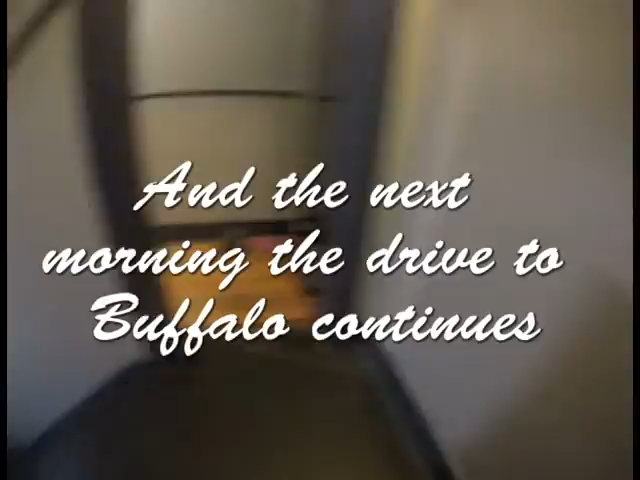 And the next
morning the drive to
Buffalo continues